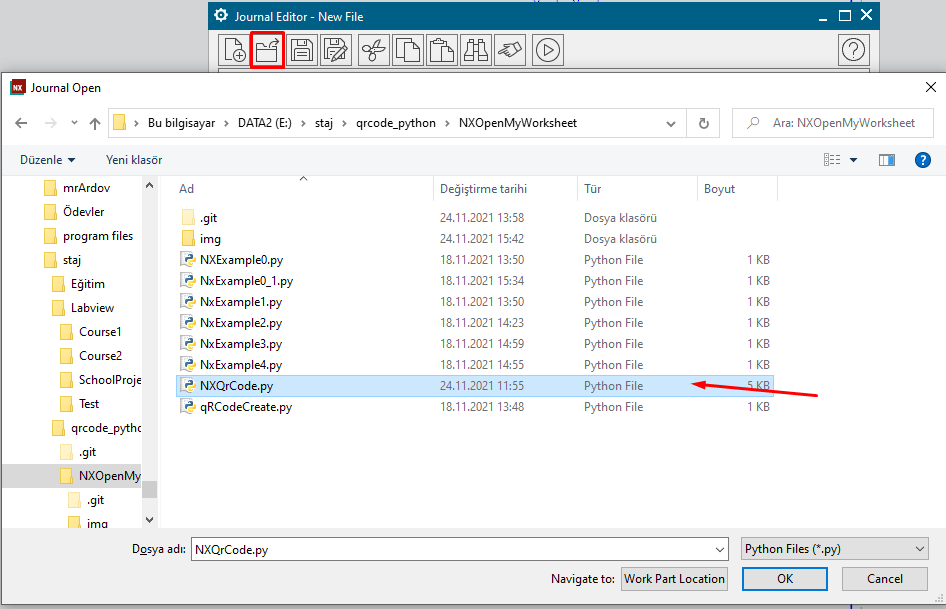 Journal Editor - New File
NX Journal Open
Bu bilgisayar › DATA2 (E:) › staj › qrcode_python › NXOpenMyWorksheet
Ara: NXOpenMyWorksheet
Düzenle Yeni klasör
Ad Değiştirme tarihi Tür Boyut
mrArdov
Ödevler
program files
staj
Eğitim
Labview
Course1
Course2
SchoolProje
Test
qrcode_pytho
.git
NXOpenMy
.git
img
.git 24.11.2021 13:58 Dosya klasörü
img 24.11.2021 15:42 Dosya klasörü
NXExample0.py 18.11.2021 13:50 Python File 1 KB
NxExample0_1.py 18.11.2021 15:34 Python File 1 KB
NxExample1.py 18.11.2021 13:50 Python File 1 KB
NxExample2.py 18.11.2021 14:23 Python File 1 KB
NxExample3.py 18.11.2021 14:59 Python File 1 KB
NxExample4.py 18.11.2021 14:55 Python File 1 KB
NXQrCode.py 24.11.2021 11:55 Python File 5 KB
qRCodeCreate.py 18.11.2021 13:48 Python File 1 KB
Dosya adı: NXQrCode.py Python Files (*.py)
Navigate to: Work Part Location OK Cancel